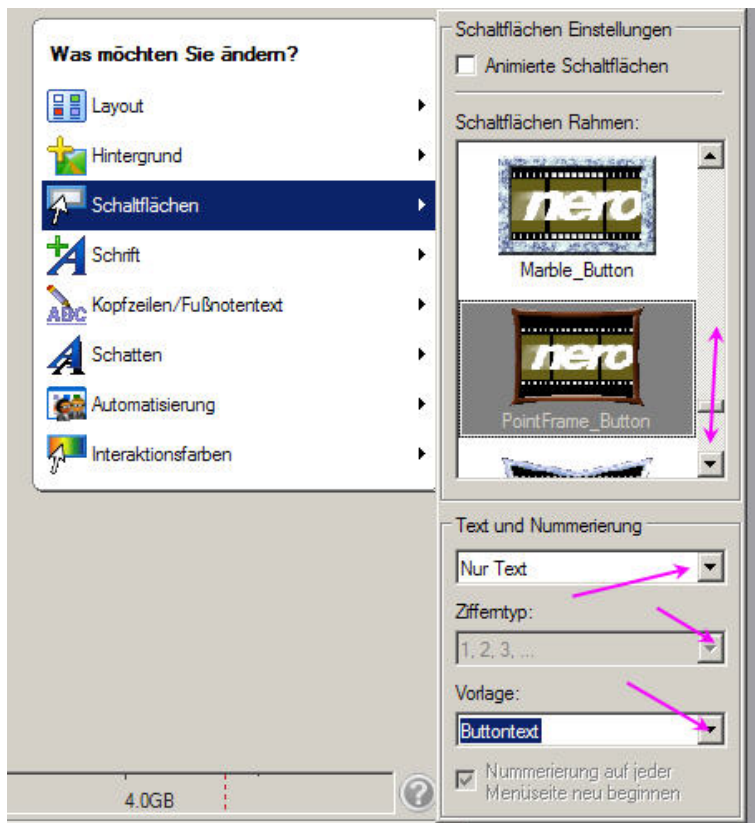 Was möchten Sie ändern?
Layout
Hintergrund
Schaltflächen
Schrift
ABC
Kopfzeilen/Fußnotentext
Schatten
Automatisierung
Interaktionsfarben
4.0GB
?
Schaltflächen Einstellungen
Animierte Schaltflächen
Schaltflächen Rahmen:
nero
Marble_Button
nero
PointFrame_Button
Text und Nummerierung
Nur Text
Zifferntyp:
1, 2, 3, ...
Vorlage:
Buttontext
Nummerierung auf jeder
Menüseite neu beginnen